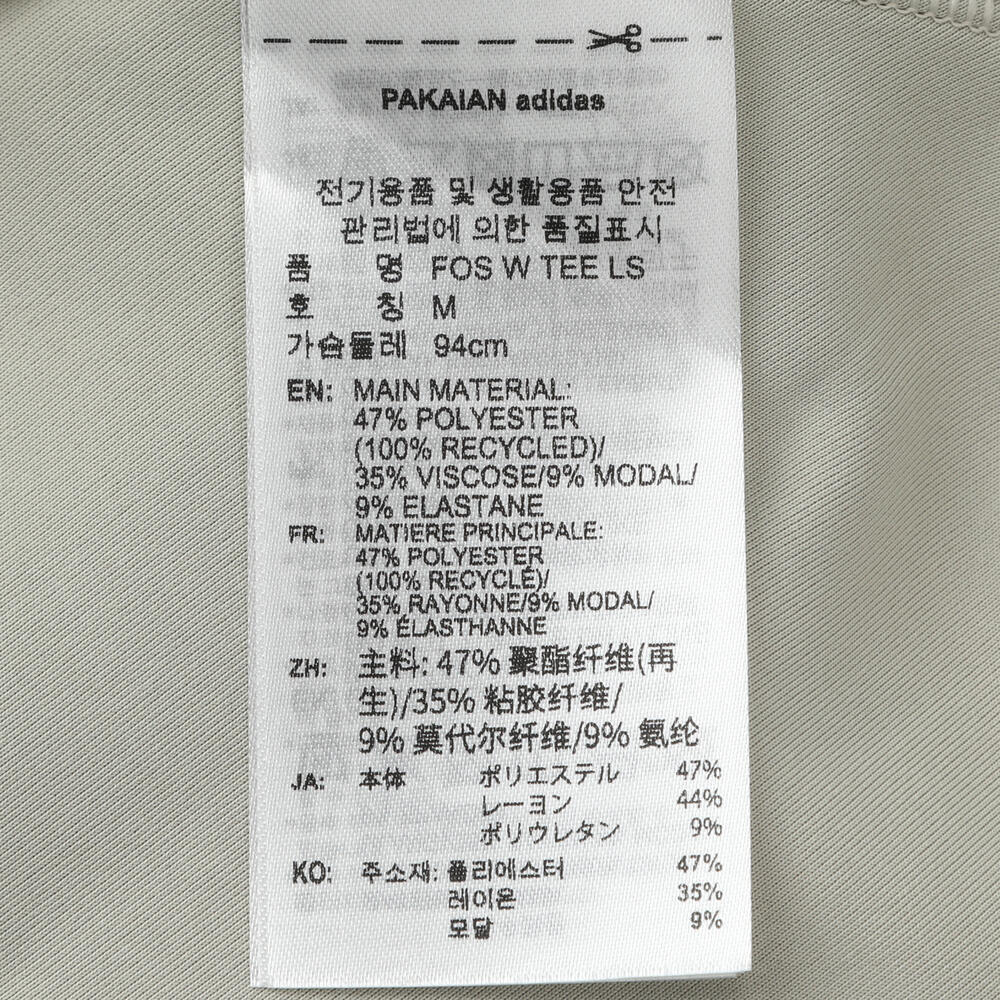 PAKAIAN adidas
전기용품 및 생활용품 안전
관리법에 의한 품질표시
품 명 FOS W TEE LS
호 칭 M
가슴둘레 94cm
EN: MAIN MATERIAL:
47% POLYESTER
(100% RECYCLED)/
35% VISCOSE/9% MODAL/
9% ELASTANE
FR: MATIERE PRINCIPALE:
47% POLYESTER
(100% RECYCLÉ)/
35% RAYONNE/9% MODAL/
9% ÉLASTHANNE
ZH: 主料: 47% 聚酯纤维(再
生)/35% 粘胶纤维/
9% 莫代尔纤维/9% 氨纶
JA: 本体 ポリエステル 47%
レーヨン 44%
ポリウレタン 9%
KO: 주소재: 폴리에스터 47%
레이온 35%
모달 9%